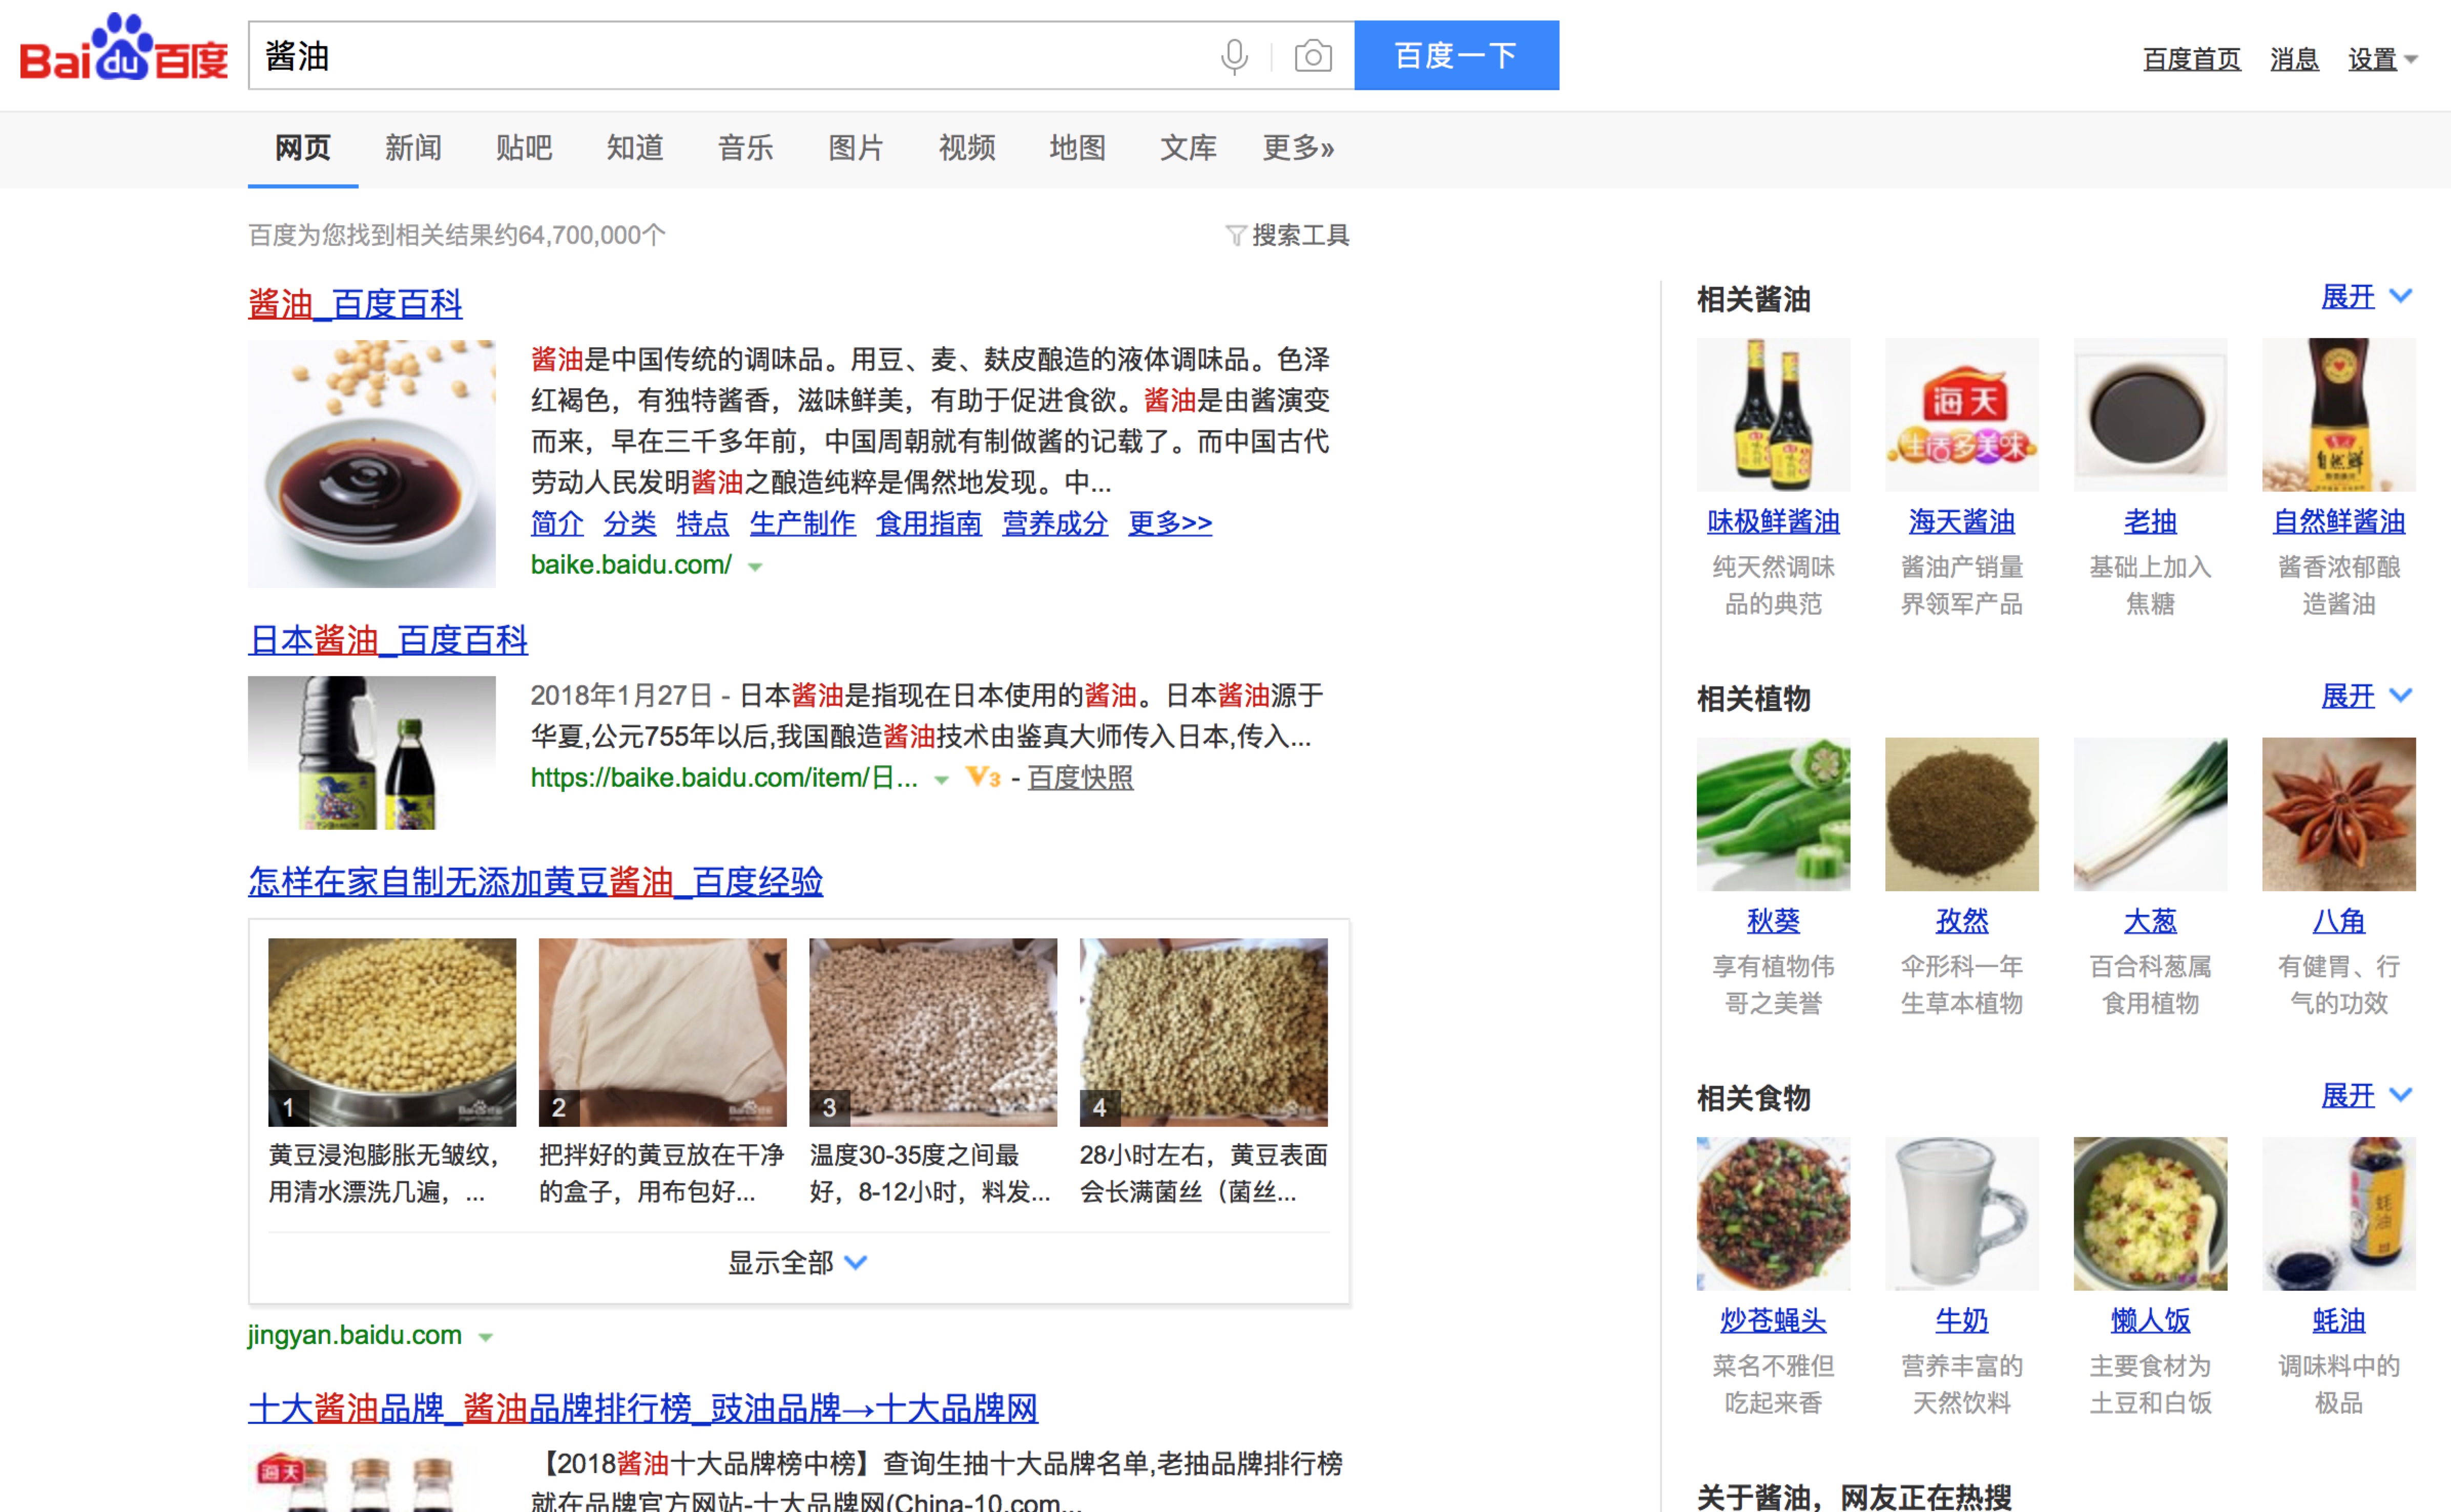 Bai du 百度
酱油
百度一下
百度首页 消息 设置
网页 新闻 贴吧 知道 音乐 图片 视频 地图 文库 更多»
百度为您找到相关结果约64,700,000个
搜索工具
酱油_百度百科
酱油是中国传统的调味品。用豆、麦、麸皮酿造的液体调味品。色泽
红褐色，有独特酱香，滋味鲜美，有助于促进食欲。酱油是由酱演变
而来，早在三千多年前，中国周朝就有制做酱的记载了。而中国古代
劳动人民发明酱油之酿造纯粹是偶然地发现。中...
简介 分类 特点 生产制作 食用指南 营养成分 更多>>
baike.baidu.com/
日本酱油_百度百科
2018年1月27日 - 日本酱油是指现在日本使用的酱油。日本酱油源于
华夏,公元755年以后,我国酿造酱油技术由鉴真大师传入日本,传入...
https://baike.baidu.com/item/日... V3 - 百度快照
怎样在家自制无添加黄豆酱油_百度经验
1
2
3
4
黄豆浸泡膨胀无皱纹，
用清水漂洗几遍，...
把拌好的黄豆放在干净
的盒子，用布包好...
温度30-35度之间最
好，8-12小时，料发...
28小时左右，黄豆表面
会长满菌丝（菌丝...
显示全部
jingyan.baidu.com
十大酱油品牌_酱油品牌排行榜_豉油品牌→十大品牌网
海天
【2018酱油十大品牌榜中榜】查询生抽十大品牌名单,老抽品牌排行榜
就在品牌官方网站-十大品牌网(China-10.com...
相关酱油
展开
海天
生活多美味
自然鲜
味极鲜酱油
纯天然调味
品的典范
海天酱油
酱油产销量
界领军产品
老抽
基础上加入
焦糖
自然鲜酱油
酱香浓郁酿
造酱油
相关植物
展开
秋葵
享有植物伟
哥之美誉
孜然
伞形科一年
生草本植物
大葱
百合科葱属
食用植物
八角
有健胃、行
气的功效
相关食物
展开
蚝油
炒苍蝇头
菜名不雅但
吃起来香
牛奶
营养丰富的
天然饮料
懒人饭
主要食材为
土豆和白饭
蚝油
调味料中的
极品
关于酱油，网友正在热搜